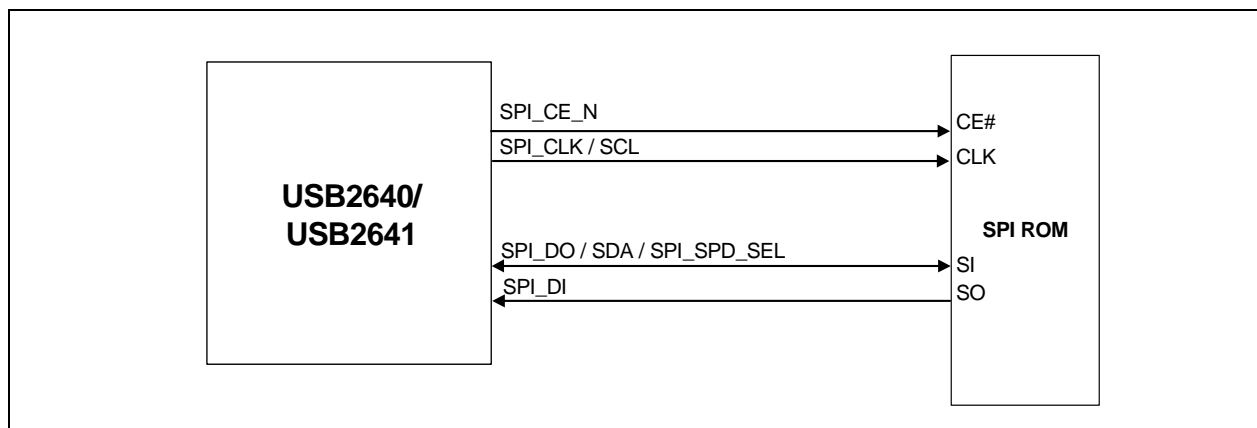 SPI_CE_N
CE#
SPI_CLK / SCL
CLK
USB2640/
USB2641
SPI ROM
SPI_DO / SDA / SPI_SPD_SEL
SI
SPI_DI
SO